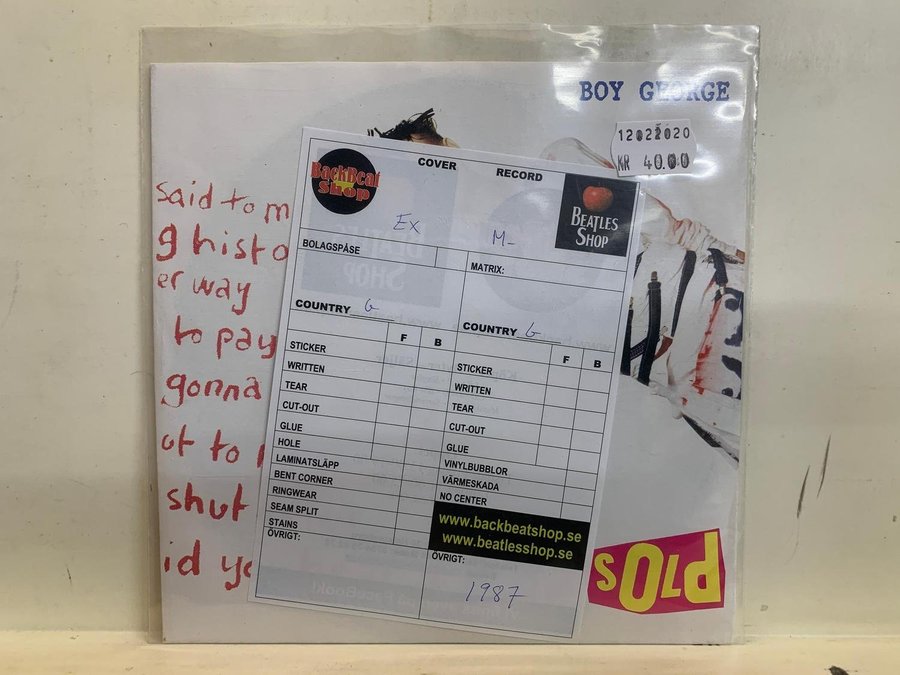 BOY GEORGE
12022020
KR 40.00
said to m
g histo
er way
to pay
gonna
ot to
shut
id yo
BackBeat
Shop
COVER
RECORD
BEATLES
SHOP
Ex
M-
BOLAGSPÅSE
MATRIX:
COUNTRY G
COUNTRY G
F B
F B
STICKER
WRITTEN
TEAR
CUT-OUT
GLUE
HOLE
LAMINATSLÄPP
BENT CORNER
RINGWEAR
SEAM SPLIT
STAINS
ÖVRIGT:
STICKER
WRITTEN
TEAR
CUT-OUT
GLUE
VINYLBUBBLOR
VÄRMESKADA
NO CENTER
www.backbeatshop.se
www.beatlesshop.se
ÖVRIGT:
1987
SOLD